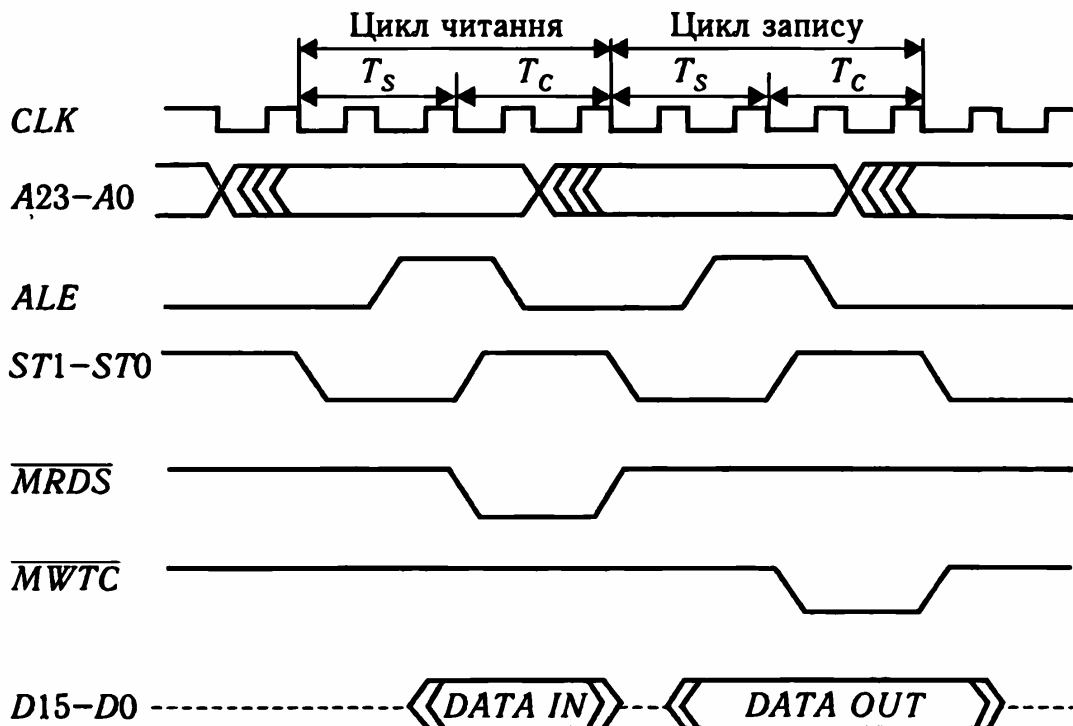 Цикл читання Цикл запису
T_S T_C T_S T_C
CLK
A23–A0
ALE
ST1–ST0
MRDS
MWTC
D15–D0 DATA IN DATA OUT